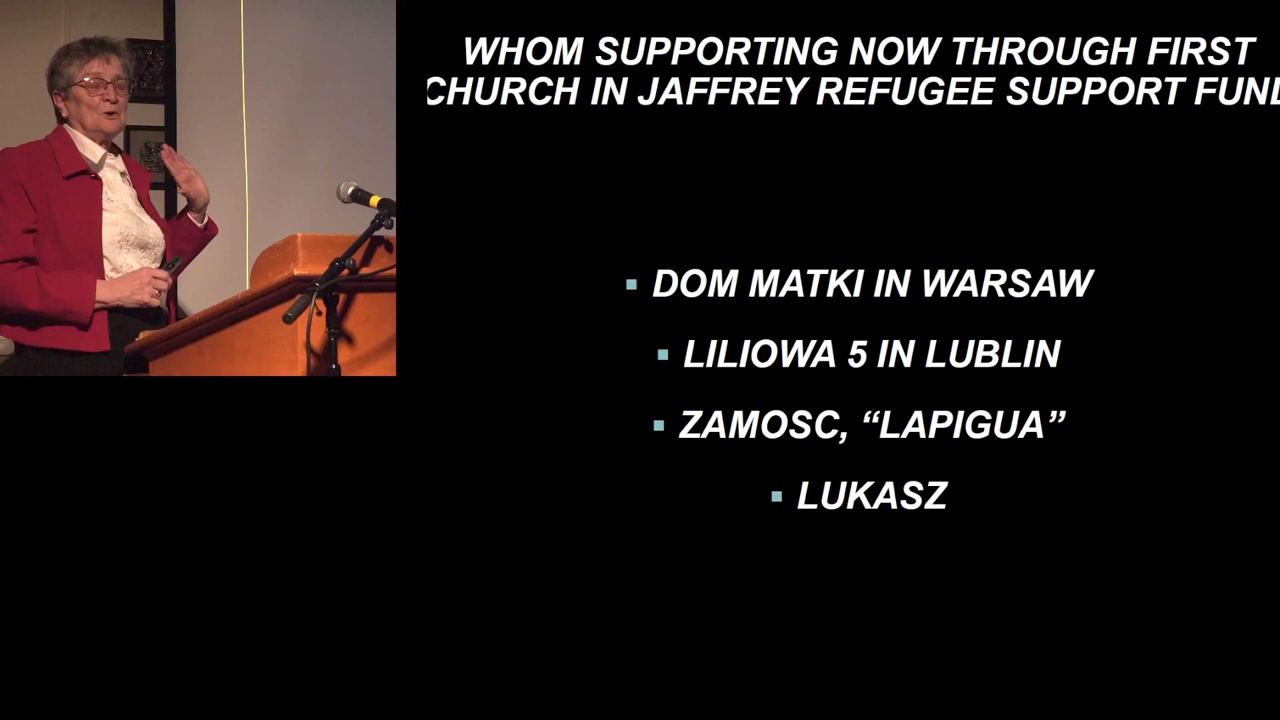 WHOM SUPPORTING NOW THROUGH FIRST
CHURCH IN JAFFREY REFUGEE SUPPORT FUND
▪ DOM MATKI IN WARSAW
▪ LILIOWA 5 IN LUBLIN
▪ ZAMOSC, “LAPIGUA”
▪ LUKASZ